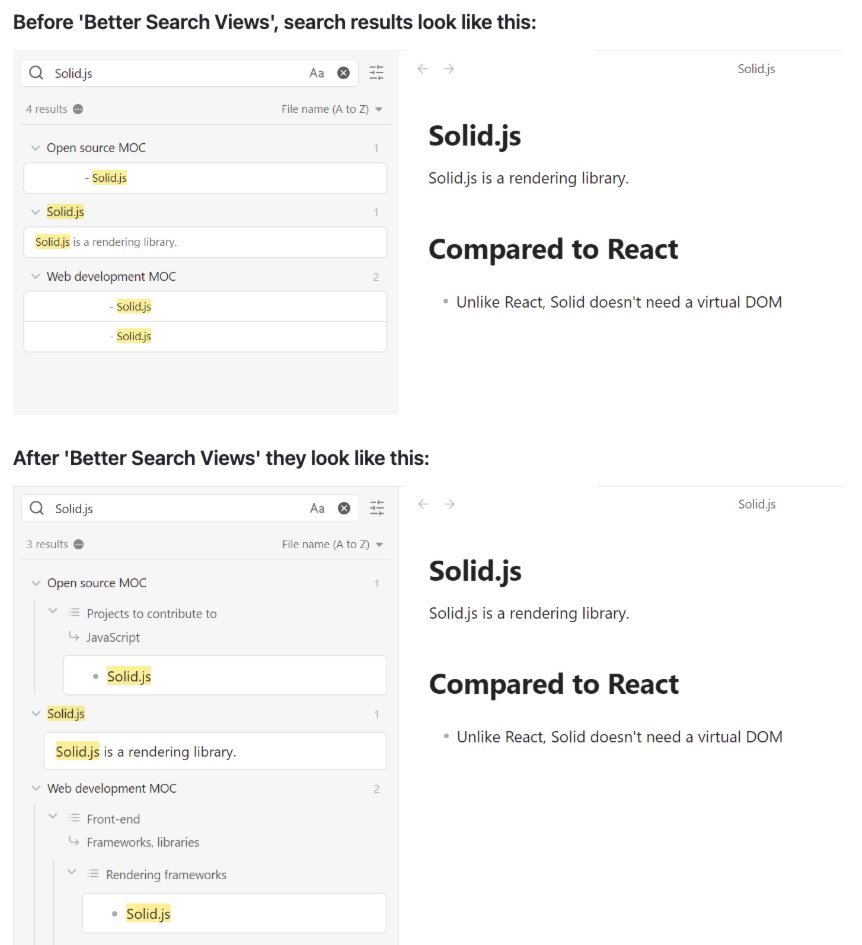 Before 'Better Search Views', search results look like this:
Solid.js Aa
Solid.js
4 results File name (A to Z)
Open source MOC 1
- Solid.js
Solid.js 1
Solid.js is a rendering library.
Web development MOC 2
- Solid.js
- Solid.js
Solid.js
Solid.js is a rendering library.
Compared to React
• Unlike React, Solid doesn't need a virtual DOM
After 'Better Search Views' they look like this:
Solid.js Aa
Solid.js
3 results File name (A to Z)
Open source MOC 1
Projects to contribute to
JavaScript
• Solid.js
Solid.js 1
Solid.js is a rendering library.
Web development MOC 2
Front-end
Frameworks, libraries
Rendering frameworks
• Solid.js
Solid.js
Solid.js is a rendering library.
Compared to React
• Unlike React, Solid doesn't need a virtual DOM